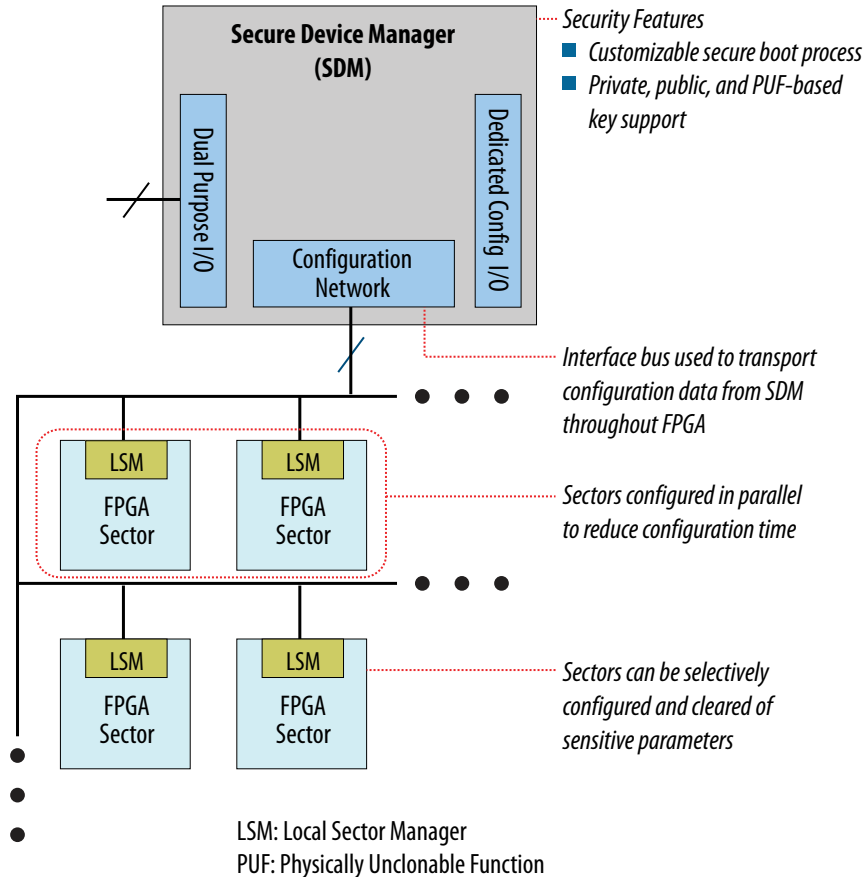 Secure Device Manager
(SDM)
Security Features
Customizable secure boot process
Private, public, and PUF-based
key support
Dual Purpose I/O
Dedicated Config I/O
Configuration
Network
Interface bus used to transport
configuration data from SDM
throughout FPGA
LSM
FPGA
Sector
LSM
FPGA
Sector
Sectors configured in parallel
to reduce configuration time
LSM
FPGA
Sector
LSM
FPGA
Sector
Sectors can be selectively
configured and cleared of
sensitive parameters
LSM: Local Sector Manager
PUF: Physically Unclonable Function